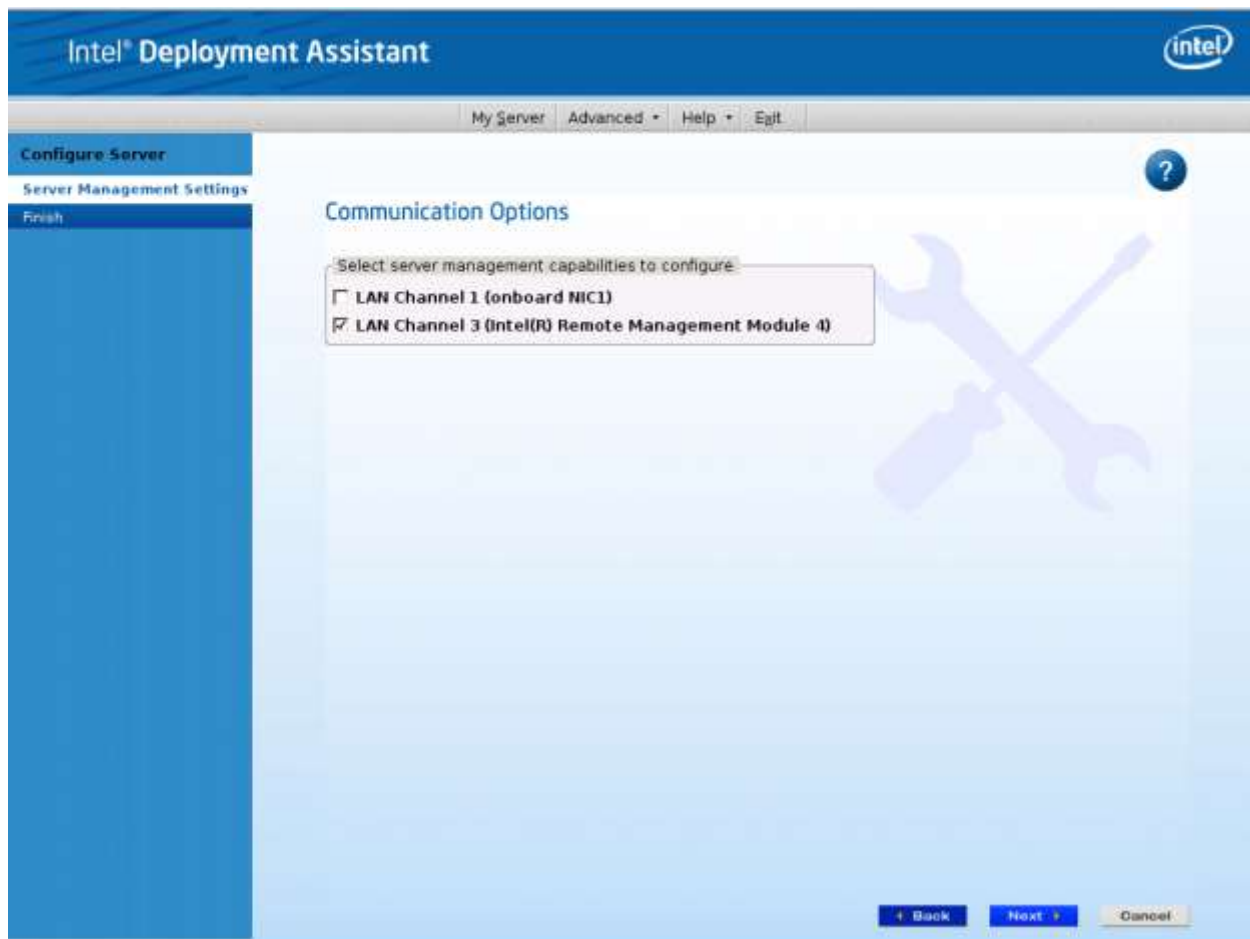 Intel® Deployment Assistant
intel
My Server Advanced Help Exit
Configure Server
Server Management Settings
Finish
?
Communication Options
Select server management capabilities to configure
LAN Channel 1 (onboard NIC1)
LAN Channel 3 (Intel(R) Remote Management Module 4)
Back Next Cancel